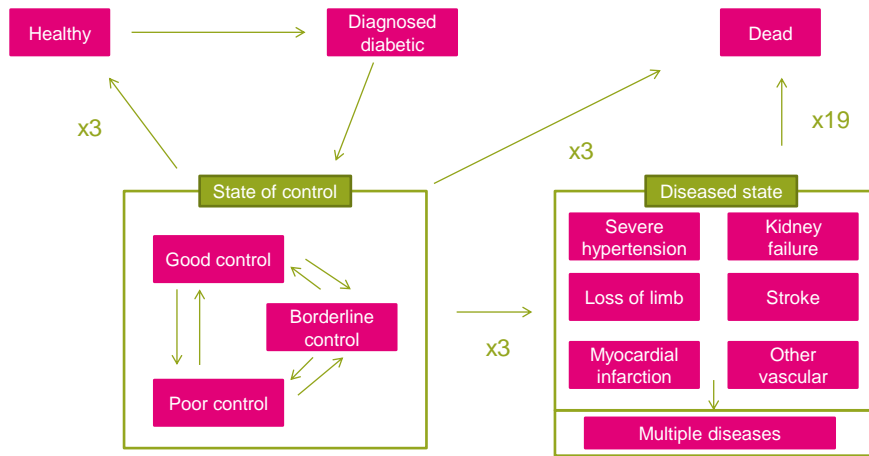 Healthy
Diagnosed
diabetic
Dead
x3
x3
x19
State of control
Diseased state
Good control
Borderline
control
Poor control
x3
Severe
hypertension
Kidney
failure
Loss of limb
Stroke
Myocardial
infarction
Other
vascular
Multiple diseases